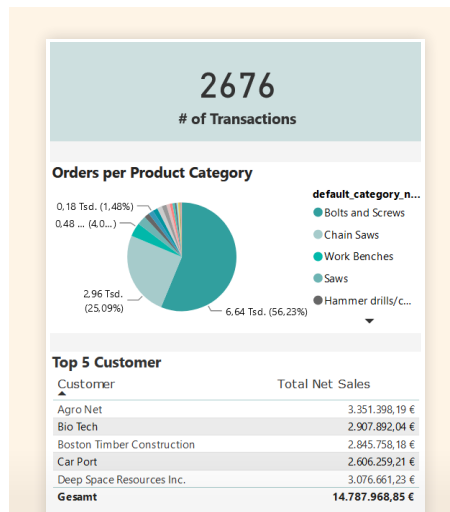 2676
# of Transactions
Orders per Product Category
default_category_n...
Bolts and Screws
Chain Saws
Work Benches
Saws
Hammer drills/c...
0,18 Tsd. (1,48%)
0,48 ... (4,0...)
2,96 Tsd.
(25,09%)
6,64 Tsd. (56,23%)
Top 5 Customer
Customer Total Net Sales
Agro Net 3.351.398,19 €
Bio Tech 2.907.892,04 €
Boston Timber Construction 2.845.758,18 €
Car Port 2.606.259,21 €
Deep Space Resources Inc. 3.076.661,23 €
Gesamt 14.787.968,85 €